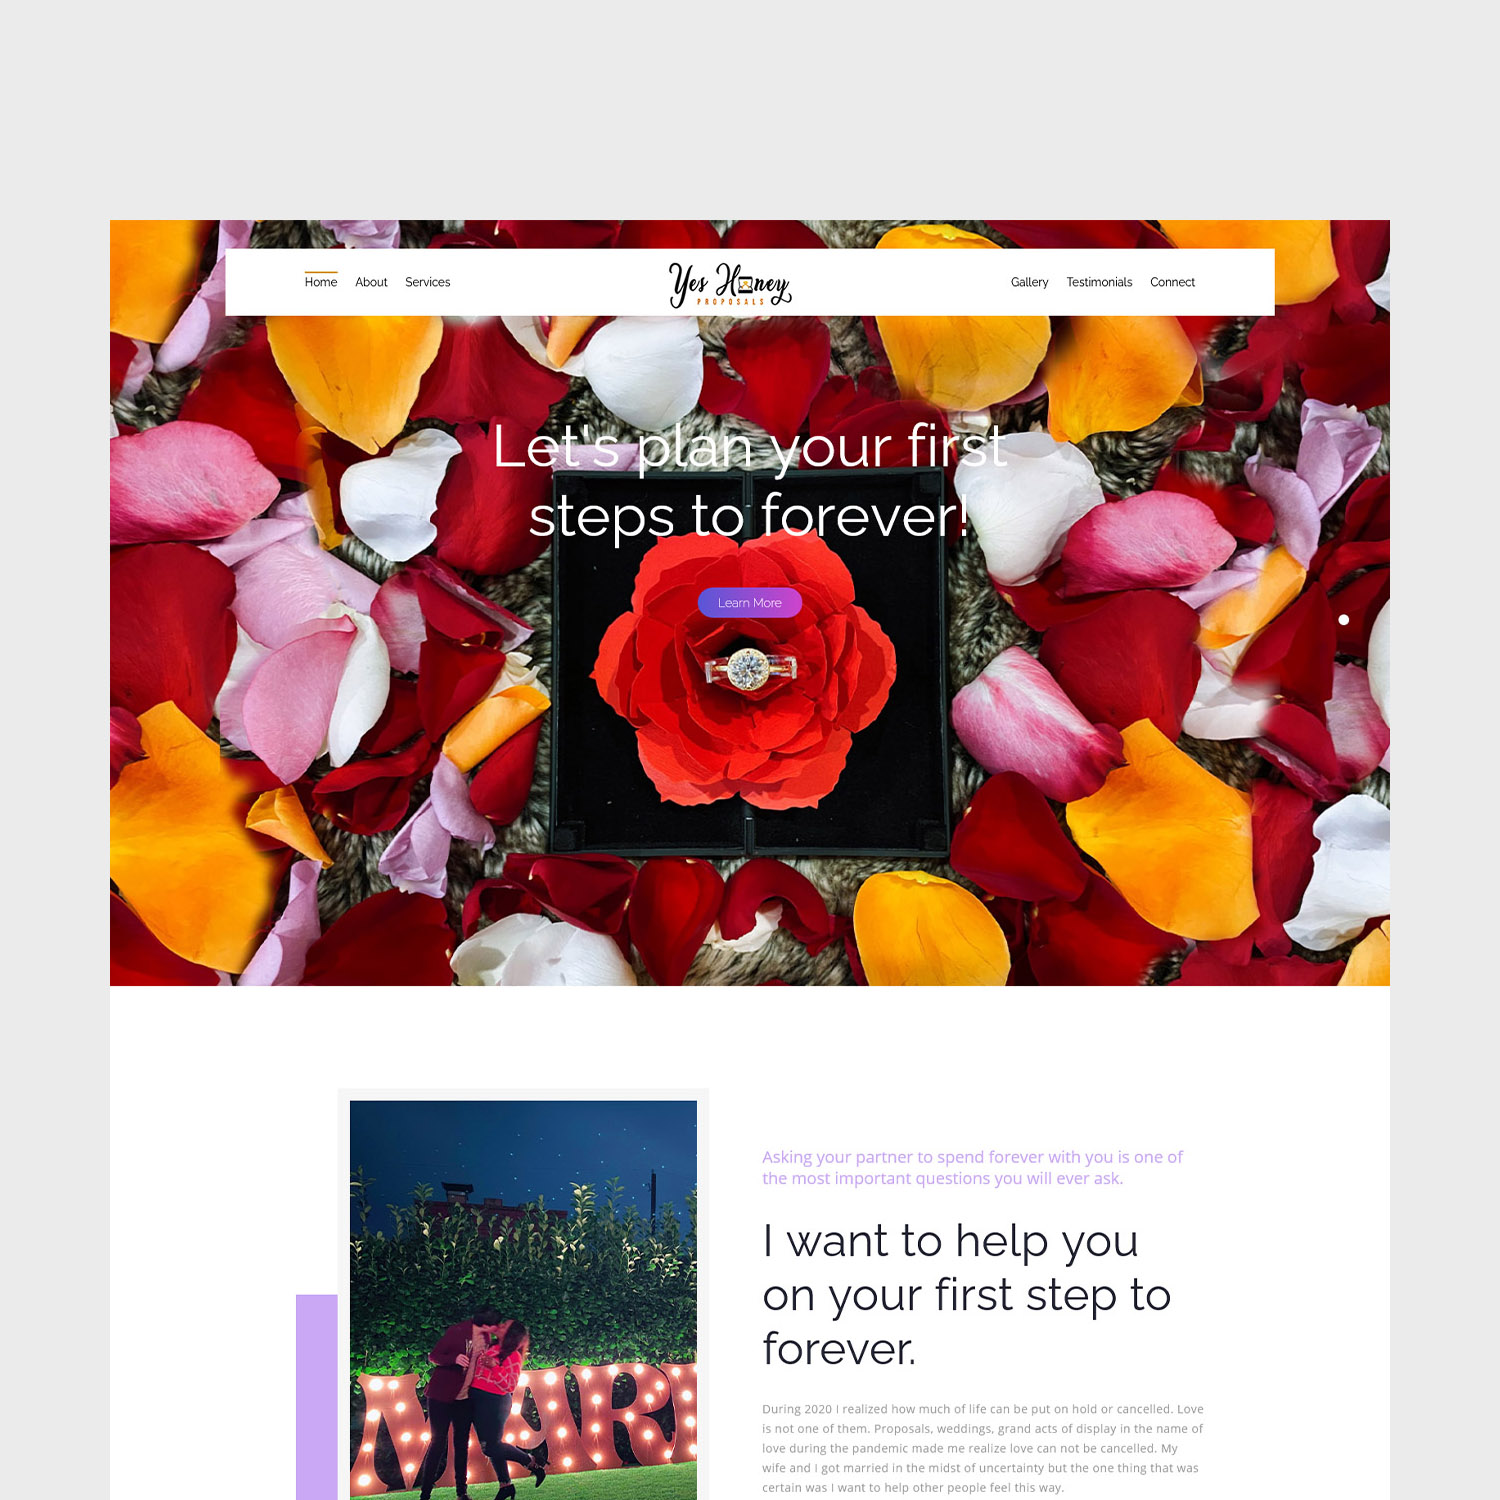 Home About Services
Yes Honey
PROPOSALS
Gallery Testimonials Connect
Let's plan your first
steps to forever!
Learn More
Asking your partner to spend forever with you is one of
the most important questions you will ever ask.
I want to help you
on your first step to
forever.
During 2020 I realized how much of life can be put on hold or cancelled. Love
is not one of them. Proposals, weddings, grand acts of display in the name of
love during the pandemic made me realize love can not be cancelled. My
wife and I got married in the midst of uncertainty but the one thing that was
certain was I want to help other people feel this way.
MAR